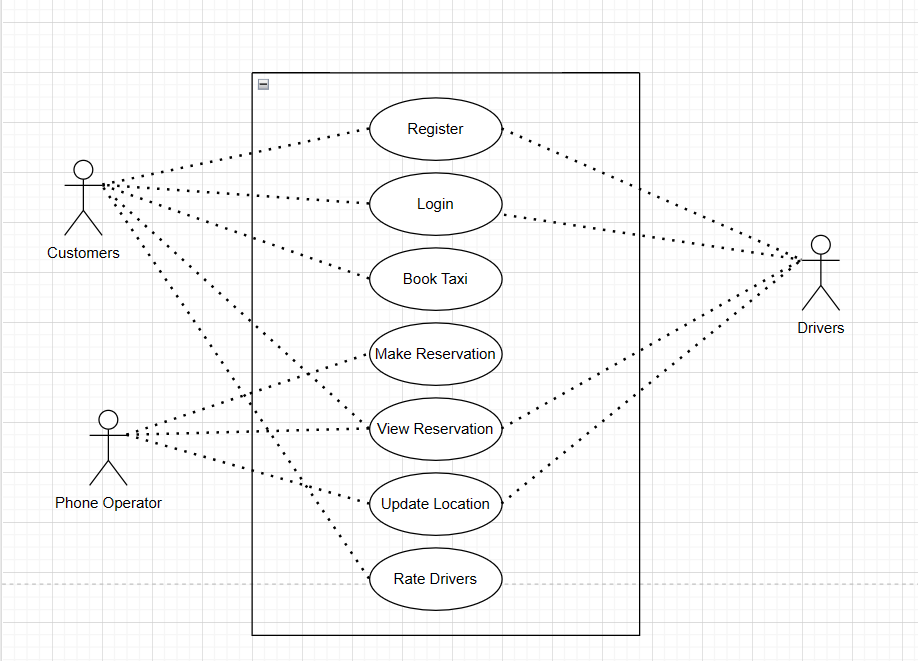 Register
Login
Customers
Book Taxi
Drivers
Make Reservation
View Reservation
Phone Operator
Update Location
Rate Drivers